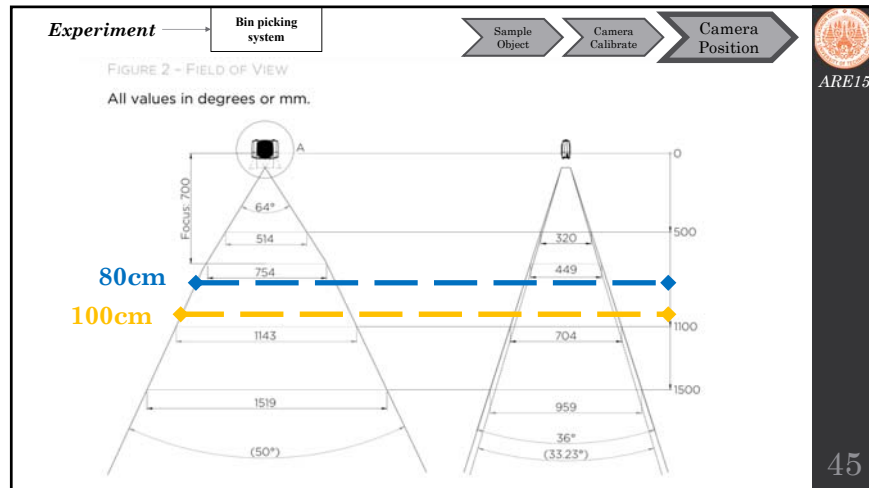 Experiment
Bin picking
system
Sample
Object
Camera
Calibrate
Camera
Position
ARE15
FIGURE 2 - FIELD OF VIEW
All values in degrees or mm.
A
0
Focus: 700
64°
514
320
500
754
449
80cm
100cm
1100
1143
704
1500
1519
959
(50°)
36°
(33.23°)
45